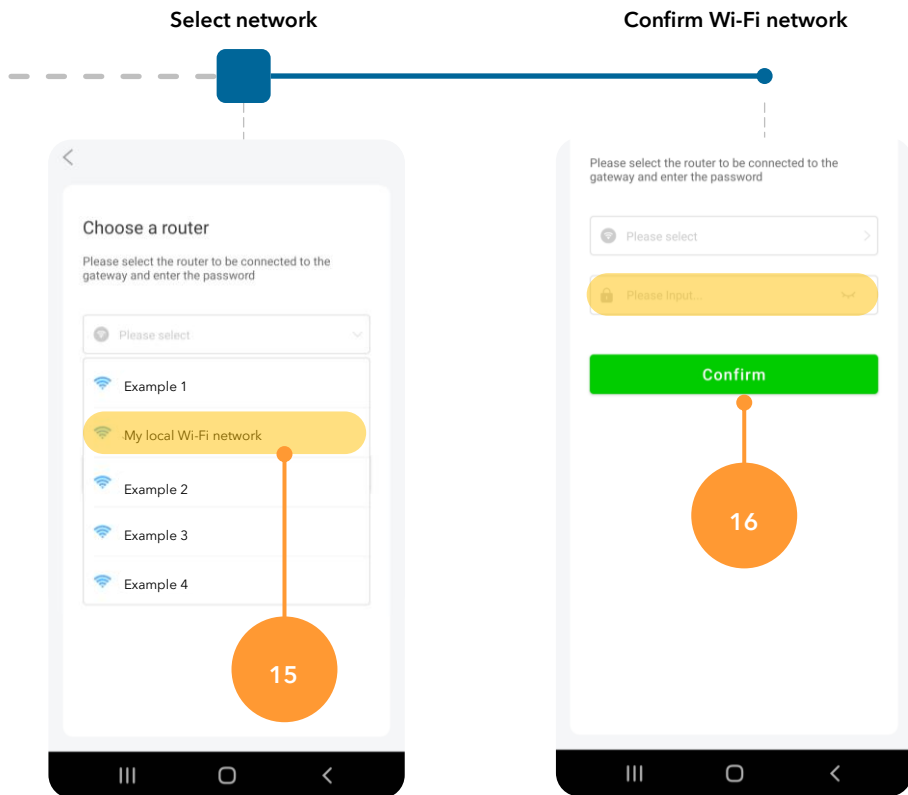 Select network
Confirm Wi-Fi network
Choose a router
Please select the router to be connected to the
gateway and enter the password
Please select
Example 1
My local Wi-Fi network
Example 2
Example 3
Example 4
15
Please select the router to be connected to the
gateway and enter the password
Please select
Please Input...
Confirm
16